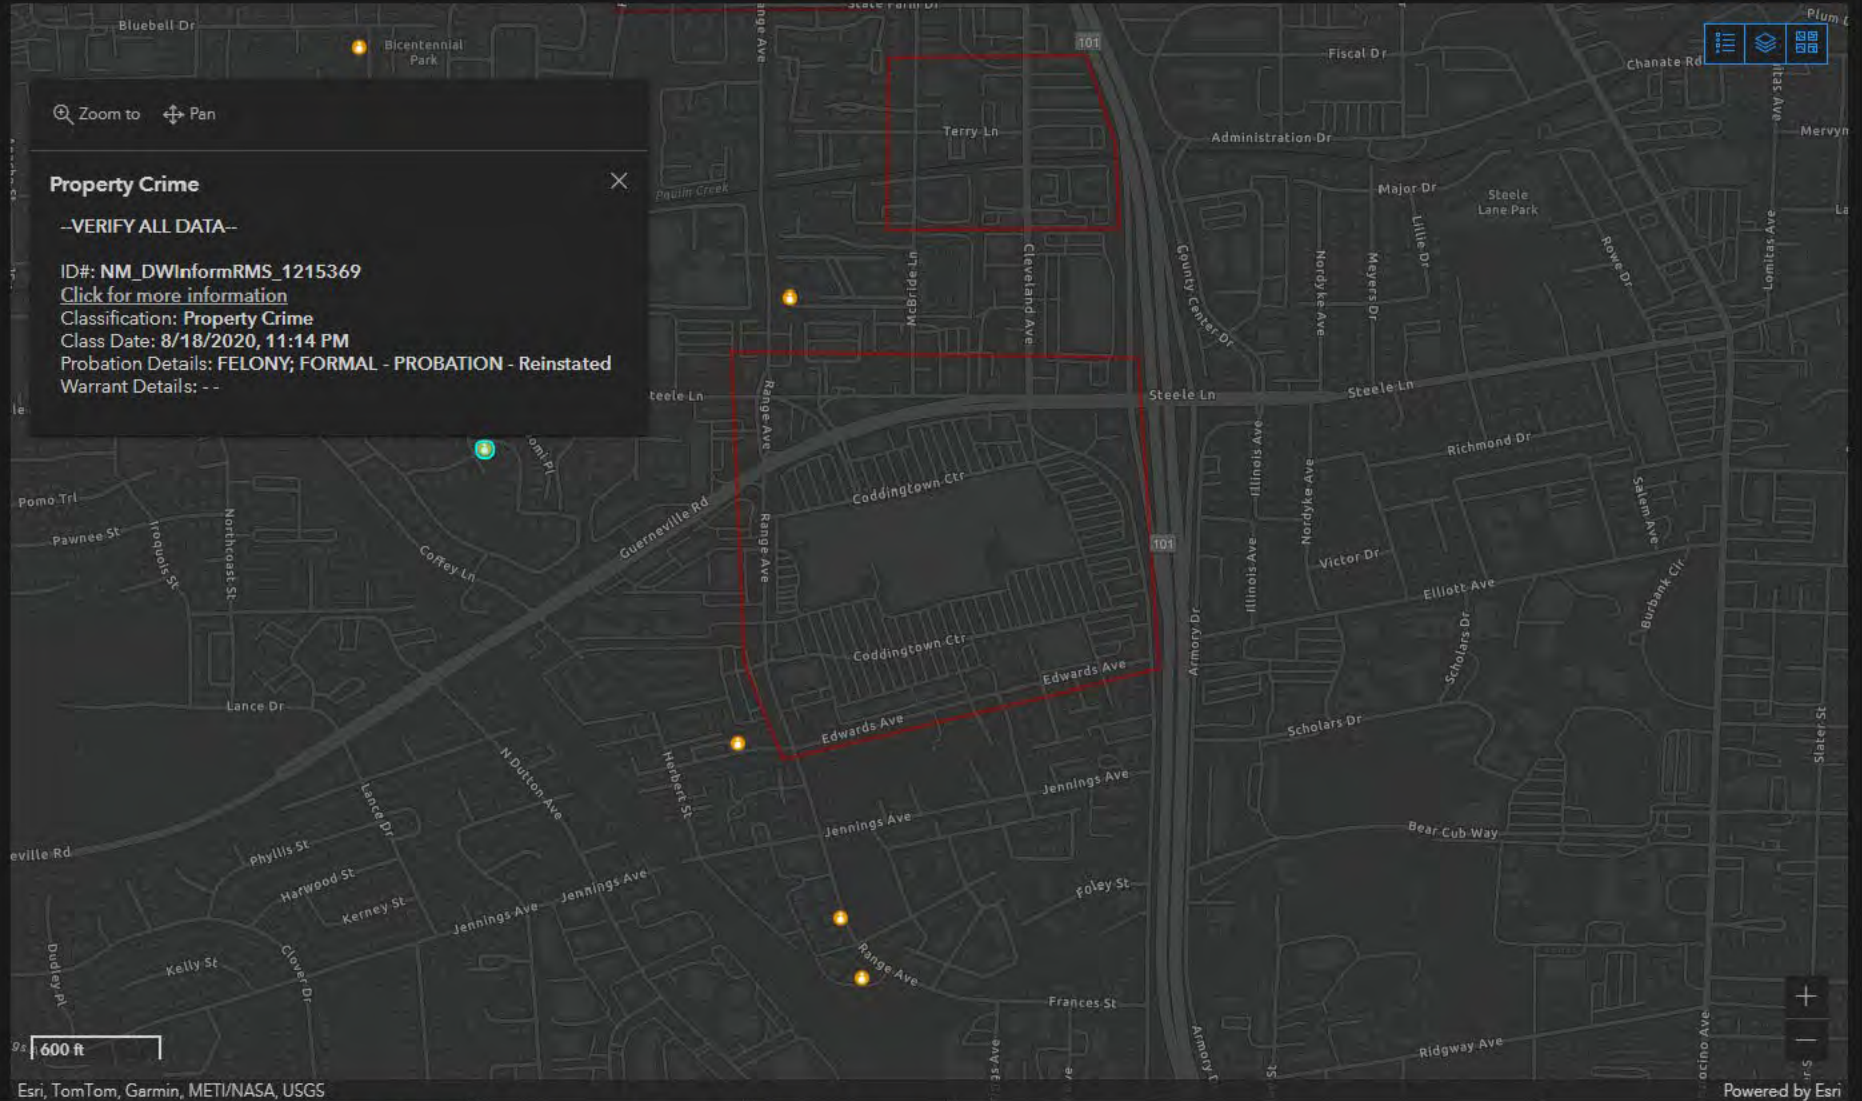 Bluebell Dr
Bicentennial
Park
State Farm Dr
101
Fiscal Dr
Chanate Rd
Zoom to
Pan
Terry Ln
Administration Dr
Mervyn
Property Crime
Paulin Creek
Major Dr
Steele
Lane Park
--VERIFY ALL DATA--
ID#: NM_DWInformRMS_1215369
Click for more information
Classification: Property Crime
Class Date: 8/18/2020, 11:14 PM
Probation Details: FELONY; FORMAL - PROBATION - Reinstated
Warrant Details: - -
McBride Ln
Cleveland Ave
County Center Dr
Nordyke Ave
Meyers Dr
Lillie Dr
Rowe Dr
Lomitas Ave
teele Ln
Range Ave
Steele Ln
Steele Ln
Richmond Dr
Illinois Ave
Nordyke Ave
Salem Ave
Pomo Trl
Pawnee St
Iroquois St
Northcoast St
Coffey Ln
Guerneville Rd
Range Ave
Coddingtown Ctr
101
Illinois Ave
Victor Dr
Elliott Ave
Burbank Cir
Scholars Dr
Armory Dr
Coddingtown Ctr
Edwards Ave
Edwards Ave
Lance Dr
Scholars Dr
Slater St
N Dutton Ave
Herbert St
Jennings Ave
Lance Dr
Jennings Ave
Bear Cub Way
eville Rd
Phyllis St
Harwood St
Kerney St
Jennings Ave
Jennings Ave
Foley St
Dudley Pl
Kelly St
Clover Dr
Range Ave
Frances St
Armory D
Ridgway Ave
ocino Ave
600 ft
Esri, TomTom, Garmin, METI/NASA, USGS
Powered by Esri